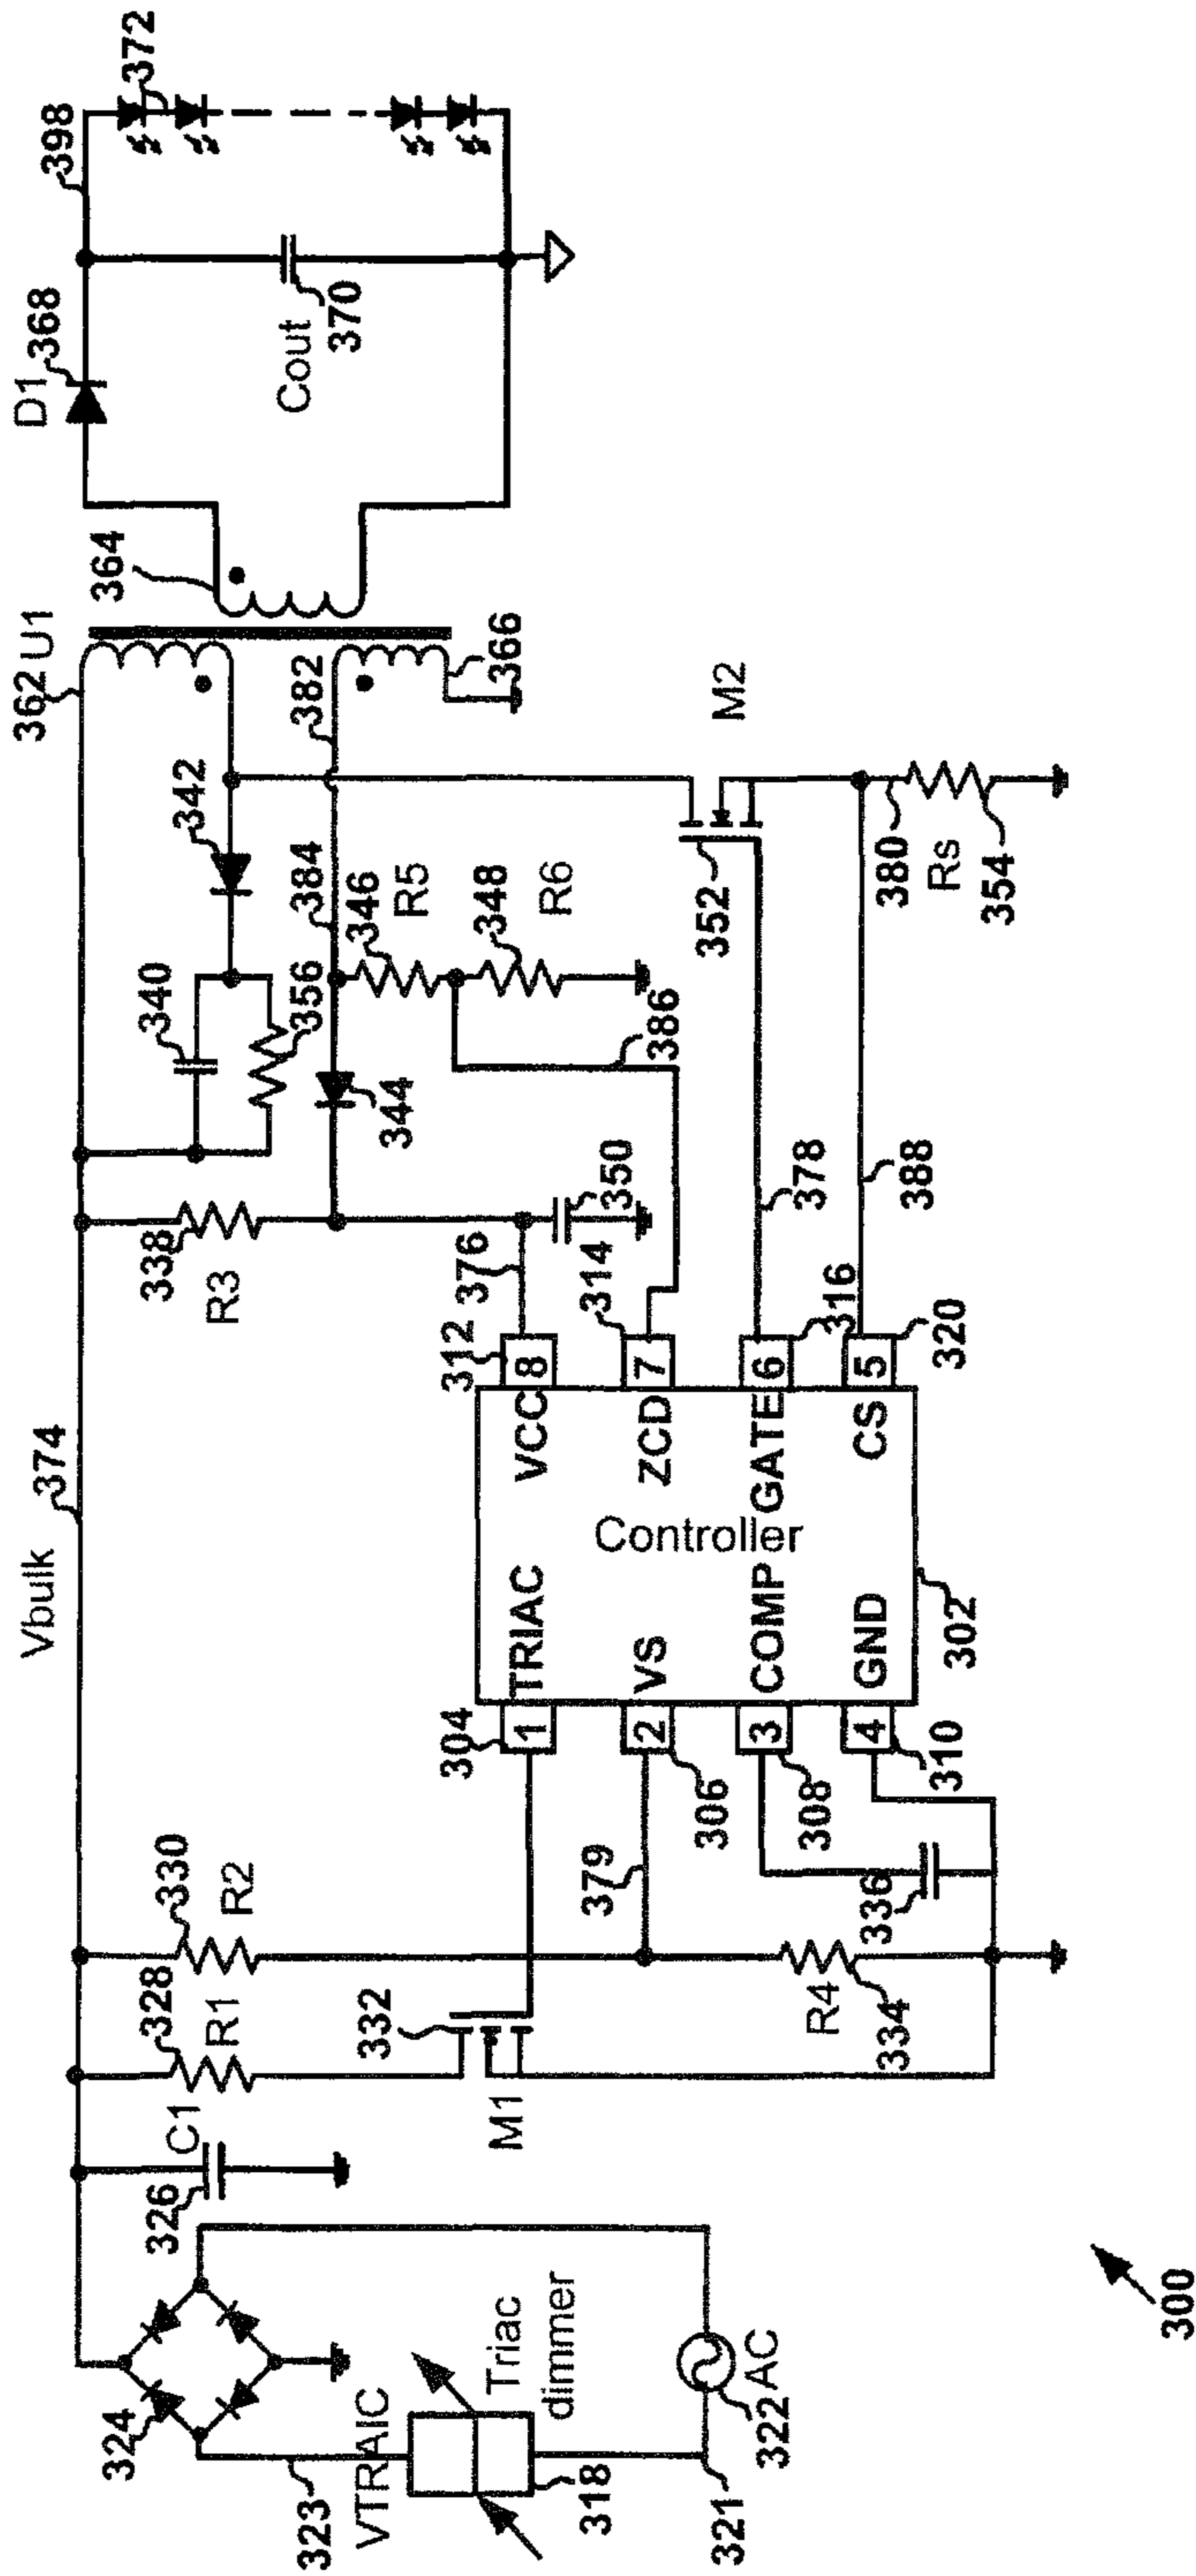 Vbulk
374
362
U1
364
D1
368
398
372
Cout
370
324
VTRAIC
323
318
Triac
dimmer
321
322
AC
326
C1
328
R1
330
R2
332
M1
379
R4
334
336
304
306
308
310
1
TRIAC
2
VS
3
COMP
4
GND
Controller
302
VCC
8
312
ZCD
7
314
GATE
6
316
CS
5
320
338
R3
376
350
340
356
342
344
384
382
366
346
R5
348
R6
386
378
388
352
M2
380
Rs
354
300